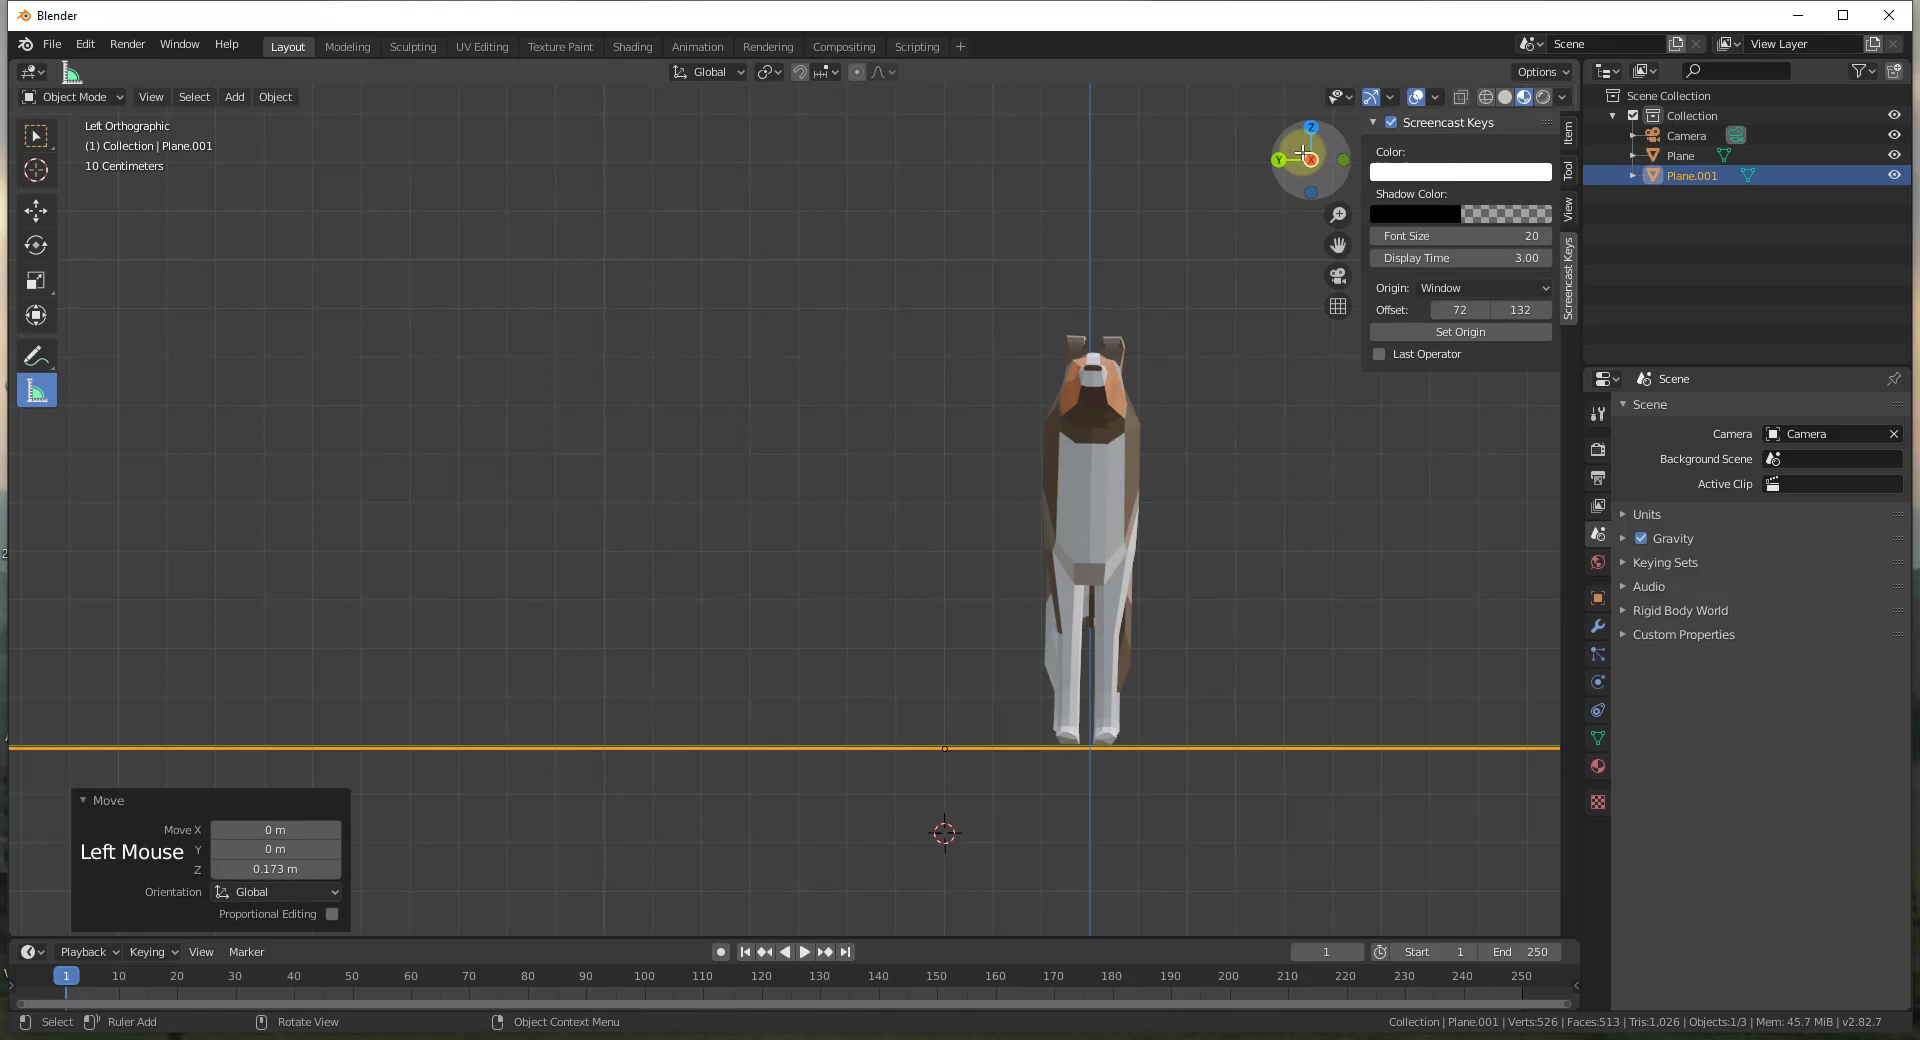 Blender
File Edit Render Window Help Layout Modeling Sculpting UV Editing Texture Paint Shading Animation Rendering Compositing Scripting + Scene View Layer
Global Options
Object Mode View Select Add Object
Left Orthographic
(1) Collection | Plane.001
10 Centimeters
Z
Y
X
Screencast Keys
Color:
Shadow Color:
Font Size 20
Display Time 3.00
Origin: Window
Offset: 72 132
Set Origin
Last Operator
Item
Tool
View
Screencast Keys
Scene Collection
Collection
Camera
Plane
Plane.001
Scene
Scene
Camera Camera
Background Scene
Active Clip
Units
Gravity
Keying Sets
Audio
Rigid Body World
Custom Properties
Move
Move X 0 m
Y 0 m
Z 0.173 m
Left Mouse
Orientation Global
Proportional Editing
Playback Keying View Marker 1 Start 1 End 250
1 10 20 30 40 50 60 70 80 90 100 110 120 130 140 150 160 170 180 190 200 210 220 230 240 250
Select Ruler Add Rotate View Object Context Menu Collection | Plane.001 | Verts:526 | Faces:513 | Tris:1,026 | Objects:1/3 | Mem: 45.7 MiB | v2.82.7